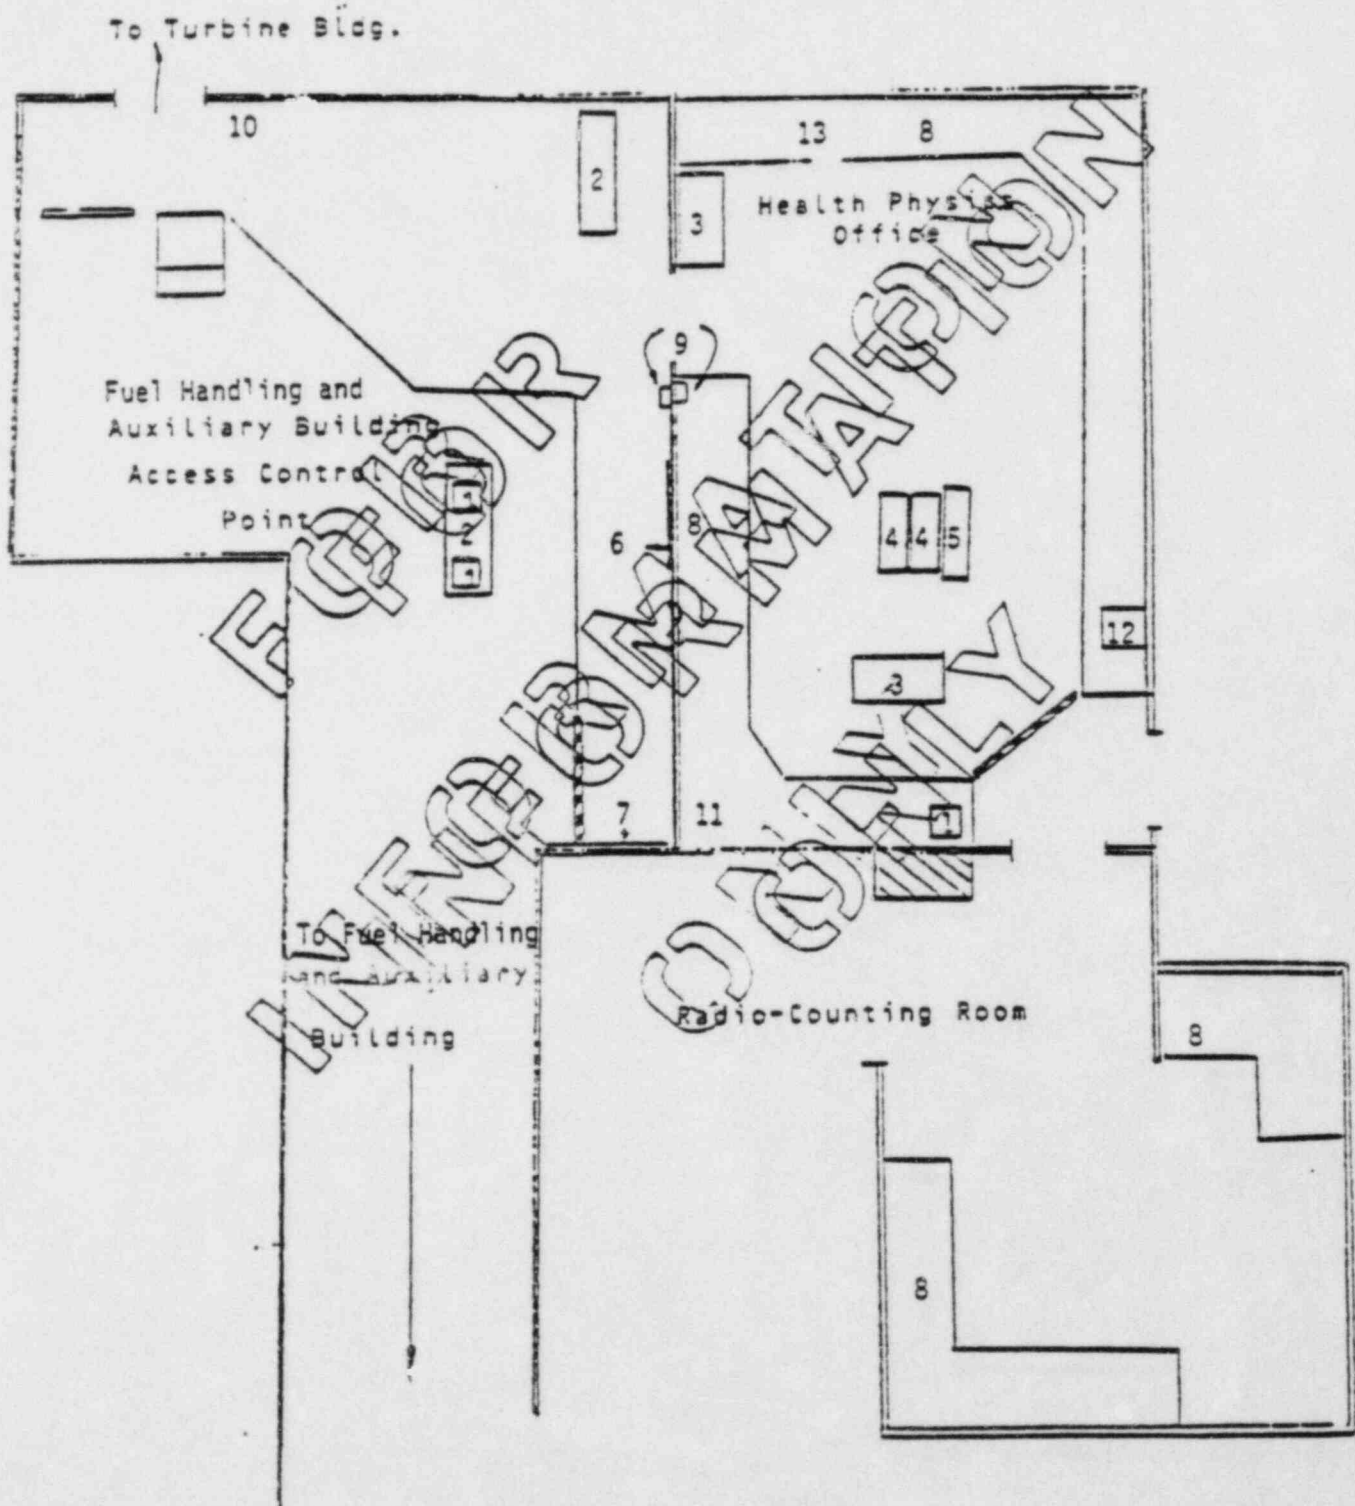 To Turbine Bldg.
10
2
13
8
3
Health Physics
Office
9
Fuel Handling and
Auxiliary Building
Access Control
Point
1
2
1
6
8
4
4
5
12
3
7
11
1
To Fuel Handling
and Auxiliary
Building
Radio-Counting Room
8
8
FOR
INFORMATION
ONLY